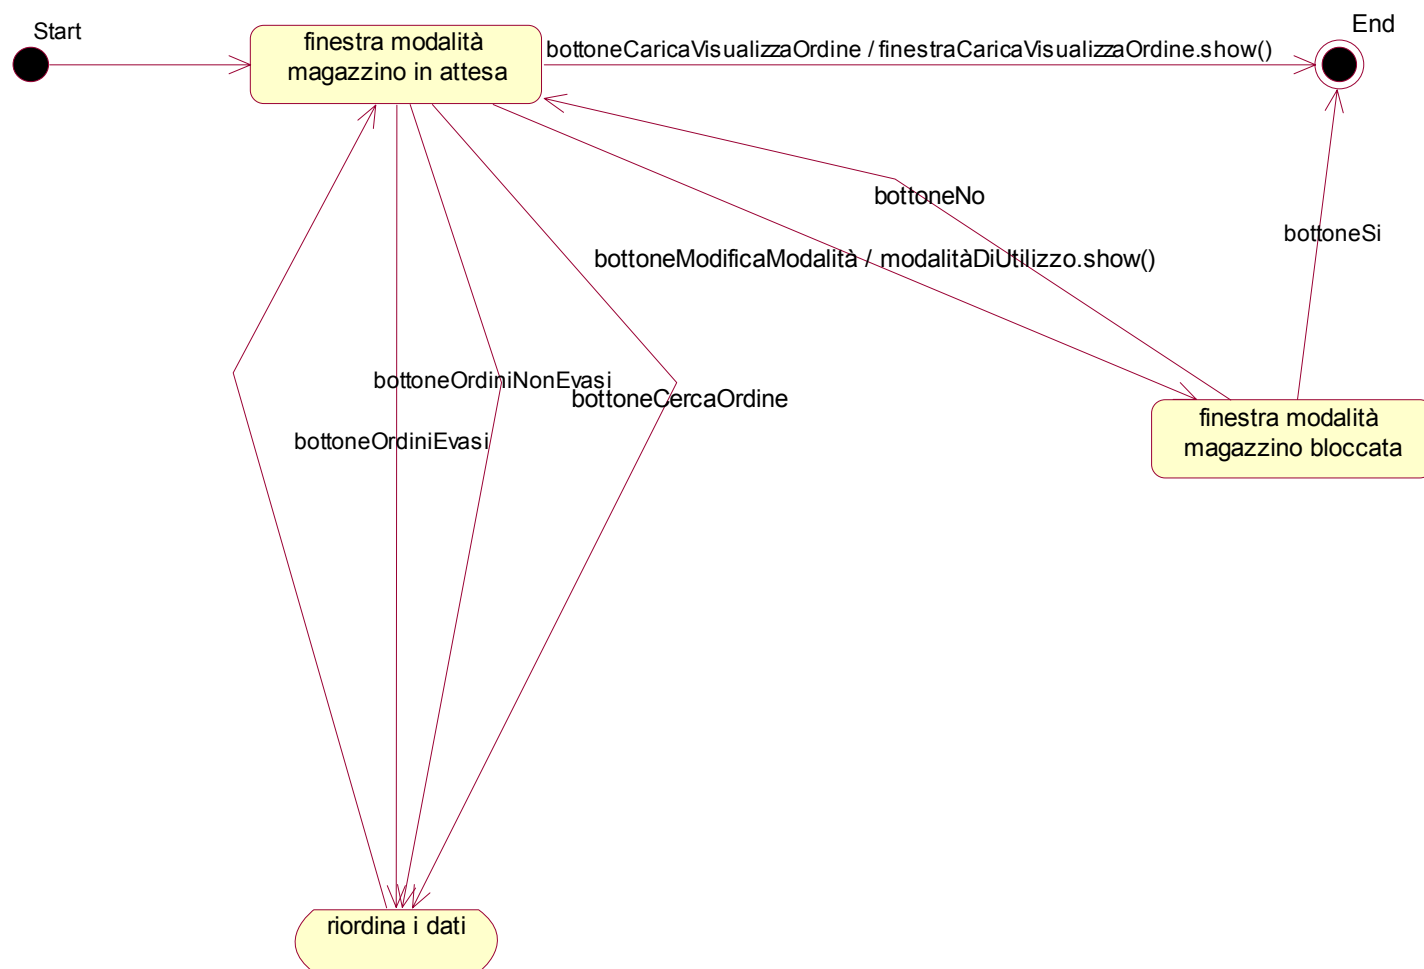 Start
End
finestra modalità
magazzino in attesa
bottoneCaricaVisualizzaOrdine / finestraCaricaVisualizzaOrdine.show()
bottoneNo
bottoneSi
bottoneModificaModalità / modalitàDiUtilizzo.show()
bottoneOrdiniNonEvasi
bottoneCercaOrdine
bottoneOrdiniEvasi
finestra modalità
magazzino bloccata
riordina i dati